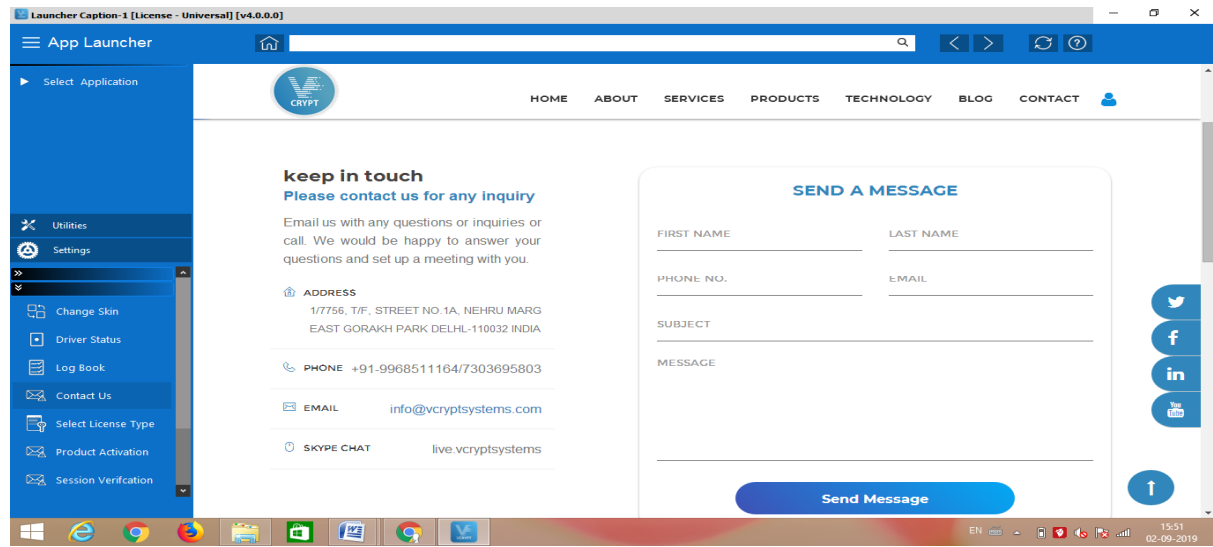 Launcher Caption-1 [License - Universal] [v4.0.0.0]
App Launcher
Select Application
Utilities
Settings
Change Skin
Driver Status
Log Book
Contact Us
Select License Type
Product Activation
Session Verifcation
V
CRYPT
HOME ABOUT SERVICES PRODUCTS TECHNOLOGY BLOG CONTACT
keep in touch
Please contact us for any inquiry
Email us with any questions or inquiries or
call. We would be happy to answer your
questions and set up a meeting with you.
ADDRESS
1/7756, T/F, STREET NO.1A, NEHRU MARG
EAST GORAKH PARK DELHL-110032 INDIA
PHONE +91-9968511164/7303695803
EMAIL info@vcryptsystems.com
SKYPE CHAT live.vcryptsystems
SEND A MESSAGE
FIRST NAME LAST NAME
PHONE NO. EMAIL
SUBJECT
MESSAGE
Send Message
You
Tube
EN
15:51
02-09-2019